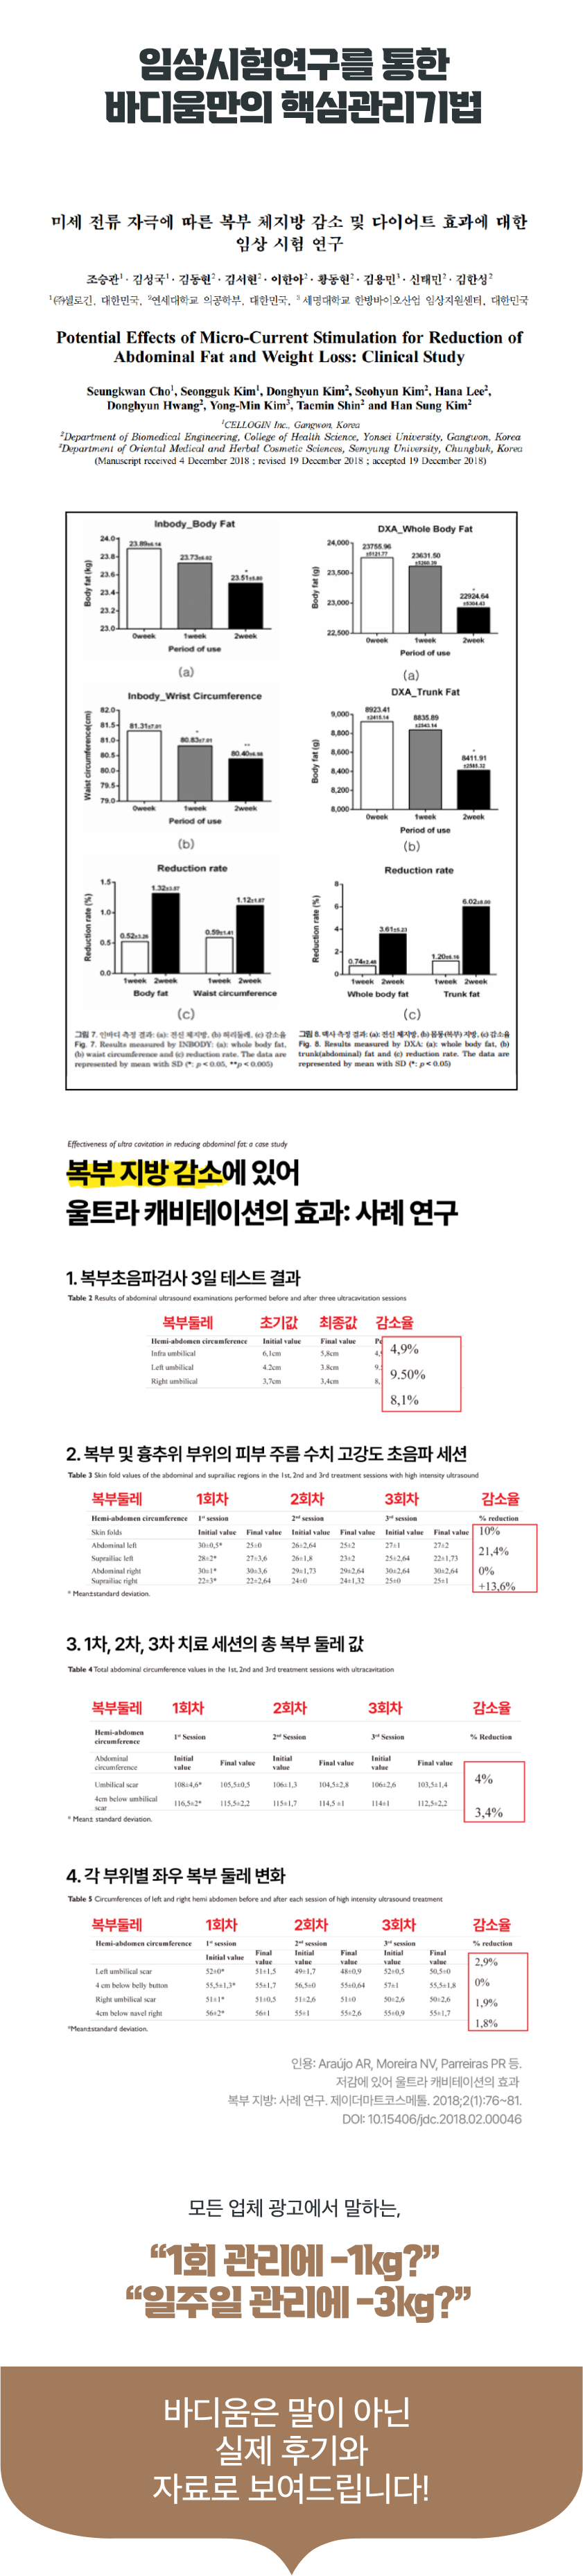 임상시험연구를 통한
바디움만의 핵심관리기법
미세 전류 자극에 따른 복부 체지방 감소 및 다이어트 효과에 대한
임상 시험 연구
조승관¹ · 김성국¹ · 김동현² · 김서현² · 이한아² · 황동현² · 김용민³ · 신태민² · 김한성²
¹㈜셀로긴, 대한민국, ²연세대학교 의공학부, 대한민국, ³ 세명대학교 한방바이오산업 임상지원센터, 대한민국
Potential Effects of Micro-Current Stimulation for Reduction of
Abdominal Fat and Weight Loss: Clinical Study
Seungkwan Cho¹, Seongguk Kim¹, Donghyun Kim², Seohyun Kim², Hana Lee²,
Donghyun Hwang², Yong-Min Kim³, Taemin Shin² and Han Sung Kim²
¹CELLOGIN Inc., Gangwon, Korea
²Department of Biomedical Engineering, College of Health Science, Yonsei University, Gangwon, Korea
³Department of Oriental Medical and Herbal Cosmetic Sciences, Semyung University, Chungbuk, Korea
(Manuscript received 4 December 2018 ; revised 19 December 2018 ; accepted 19 December 2018)
Inbody_Body Fat
Body fat (kg)
24.0
23.8
23.6
23.4
23.2
23.0
23.89±6.14
23.73±6.02
*
23.51±5.80
0week 1week 2week
Period of use
(a)
DXA_Whole Body Fat
Body fat (g)
24,000
23,500
23,000
22,500
23755.96
±5121.77
23631.50
±5260.39
*
22924.64
±5304.43
0week 1week 2week
Period of use
(a)
Inbody_Wrist Circumference
Waist circumference(cm)
82.0
81.5
81.0
80.5
80.0
79.5
79.0
81.31±7.01
*
80.83±7.01
**
80.40±6.98
0week 1week 2week
Period of use
(b)
DXA_Trunk Fat
Body fat (g)
9,000
8,800
8,600
8,400
8,200
8,000
8923.41
±2415.14
8835.89
±2543.14
*
8411.91
±2585.32
0week 1week 2week
Period of use
(b)
Reduction rate
Reduction rate (%)
1.5
1.0
0.5
0.0
0.52±3.26
1.32±3.57
0.59±1.41
1.12±1.87
1week 2week 1week 2week
Body fat Waist circumference
(c)
Reduction rate
Reduction rate (%)
8
6
4
2
0
0.74±2.48
3.61±5.23
1.20±6.16
6.02±8.00
1week 2week 1week 2week
Whole body fat Trunk fat
(c)
그림 7. 인바디 측정 결과: (a): 전신 체지방, (b) 허리둘레, (c) 감소율
Fig. 7. Results measured by INBODY: (a): whole body fat,
(b) waist circumference and (c) reduction rate. The data are
represented by mean with SD (*: p < 0.05, **p < 0.005)
그림 8. 덱사 측정 결과: (a): 전신 체지방, (b) 몸통(복부) 지방, (c) 감소율
Fig. 8. Results measured by DXA: (a): whole body fat, (b)
trunk(abdominal) fat and (c) reduction rate. The data are
represented by mean with SD (*: p < 0.05)
Effectiveness of ultra cavitation in reducing abdominal fat: a case study
복부 지방 감소에 있어
울트라 캐비테이션의 효과: 사례 연구
1. 복부초음파검사 3일 테스트 결과
Table 2 Results of abdominal ultrasound examinations performed before and after three ultracavitation sessions
복부둘레 초기값 최종값 감소율
Hemi-abdomen circumference Initial value Final value
Infra umbilical 6,1cm 5,8cm 4,9%
Left umbilical 4.2cm 3.8cm 9.50%
Right umbilical 3,7cm 3,4cm 8,1%
2. 복부 및 흉추위 부위의 피부 주름 수치 고강도 초음파 세션
Table 3 Skin fold values of the abdominal and suprailiac regions in the 1st, 2nd and 3rd treatment sessions with high intensity ultrasound
복부둘레 1회차 2회차 3회차 감소율
Hemi-abdomen circumference 1ˢᵗ session 2ⁿᵈ session 3ʳᵈ session % reduction
Skin folds Initial value Final value Initial value Final value Initial value Final value
Abdominal left 30±0,5* 25±0 26±2,64 25±2 27±1 27±2 10%
Suprailiac left 28±2* 27±3,6 26±1,8 23±2 25±2,64 22±1,73 21,4%
Abdominal right 30±1* 30±3,6 29±1,73 29±2,64 30±2,64 30±2,64 0%
Suprailiac right 22±3* 22±2,64 24±0 24±1,32 25±0 25±1 +13,6%
* Mean±standard deviation.
3. 1차, 2차, 3차 치료 세션의 총 복부 둘레 값
Table 4 Total abdominal circumference values in the 1st, 2nd and 3rd treatment sessions with ultracavitation
복부둘레 1회차 2회차 3회차 감소율
Hemi-abdomen circumference 1ˢᵗ Session 2ⁿᵈ Session 3ʳᵈ Session % Reduction
Abdominal circumference Initial value Final value Initial value Final value Initial value Final value
Umbilical scar 108±4,6* 105,5±0,5 106±1,3 104,5±2,8 106±2,6 103,5±1,4 4%
4cm below umbilical scar 116,5±2* 115,5±2,2 115±1,7 114,5 ±1 114±1 112,5±2,2 3,4%
* Mean± standard deviation.
4. 각 부위별 좌우 복부 둘레 변화
Table 5 Circumferences of left and right hemi abdomen before and after each session of high intensity ultrasound treatment
복부둘레 1회차 2회차 3회차 감소율
Hemi-abdomen circumference 1ˢᵗ session 2ⁿᵈ session 3ʳᵈ session % reduction
Initial value Final value Initial value Final value Initial value Final value
Left umbilical scar 52±0* 51±1,5 49±1,7 48±0,9 52±0,5 50,5±0 2,9%
4 cm below belly button 55,5±1,3* 55±1,7 56,5±0 55±0,64 57±1 55,5±1,8 0%
Right umbilical scar 51±1* 51±0,5 51±2,6 51±0 50±2,6 50±2,6 1,9%
4cm below navel right 56±2* 56±1 55±1 55±2,6 55±0,9 55±1,7 1,8%
*Mean±standard deviation.
인용: Araújo AR, Moreira NV, Parreiras PR 등.
저감에 있어 울트라 캐비테이션의 효과
복부 지방: 사례 연구. 제이더마트코스메톨. 2018;2(1):76~81.
DOI: 10.15406/jdc.2018.02.00046
모든 업체 광고에서 말하는,
“1회 관리에 -1kg?”
“일주일 관리에 -3kg?”
바디움은 말이 아닌
실제 후기와
자료로 보여드립니다!